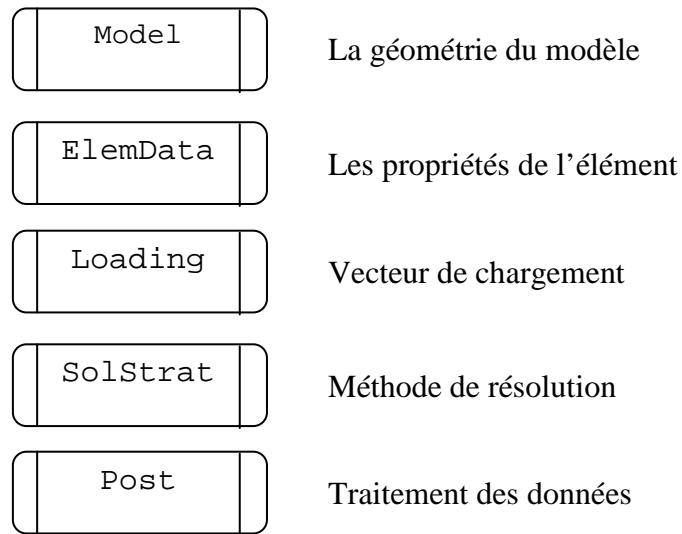 Model
La géométrie du modèle
ElemData
Les propriétés de l’élément
Loading
Vecteur de chargement
SolStrat
Méthode de résolution
Post
Traitement des données